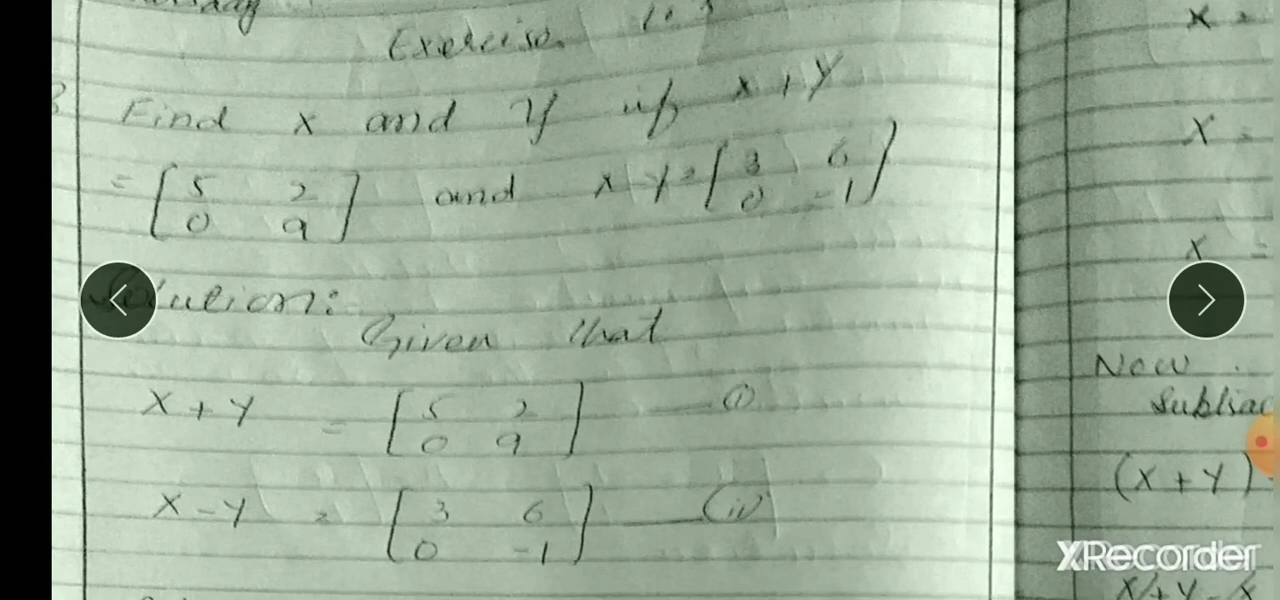 Exercise.
Find x and y if x + y
= [ 5 2
0 9 ] and x - y = [ 3 6
0 -1 ]
Solution:
Given that
X + Y = [ 5 2
0 9 ] — (i)
X - Y = [ 3 6
0 -1 ] — (ii)
x =
X =
X =
Now
(X + Y)
X + Y - X
XRecorder